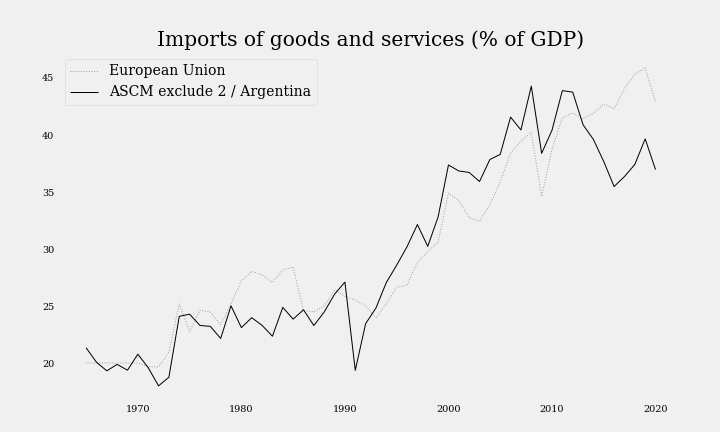 Imports of goods and services (% of GDP)
European Union
ASCM exclude 2 / Argentina
45
40
35
30
25
20
1970 1980 1990 2000 2010 2020